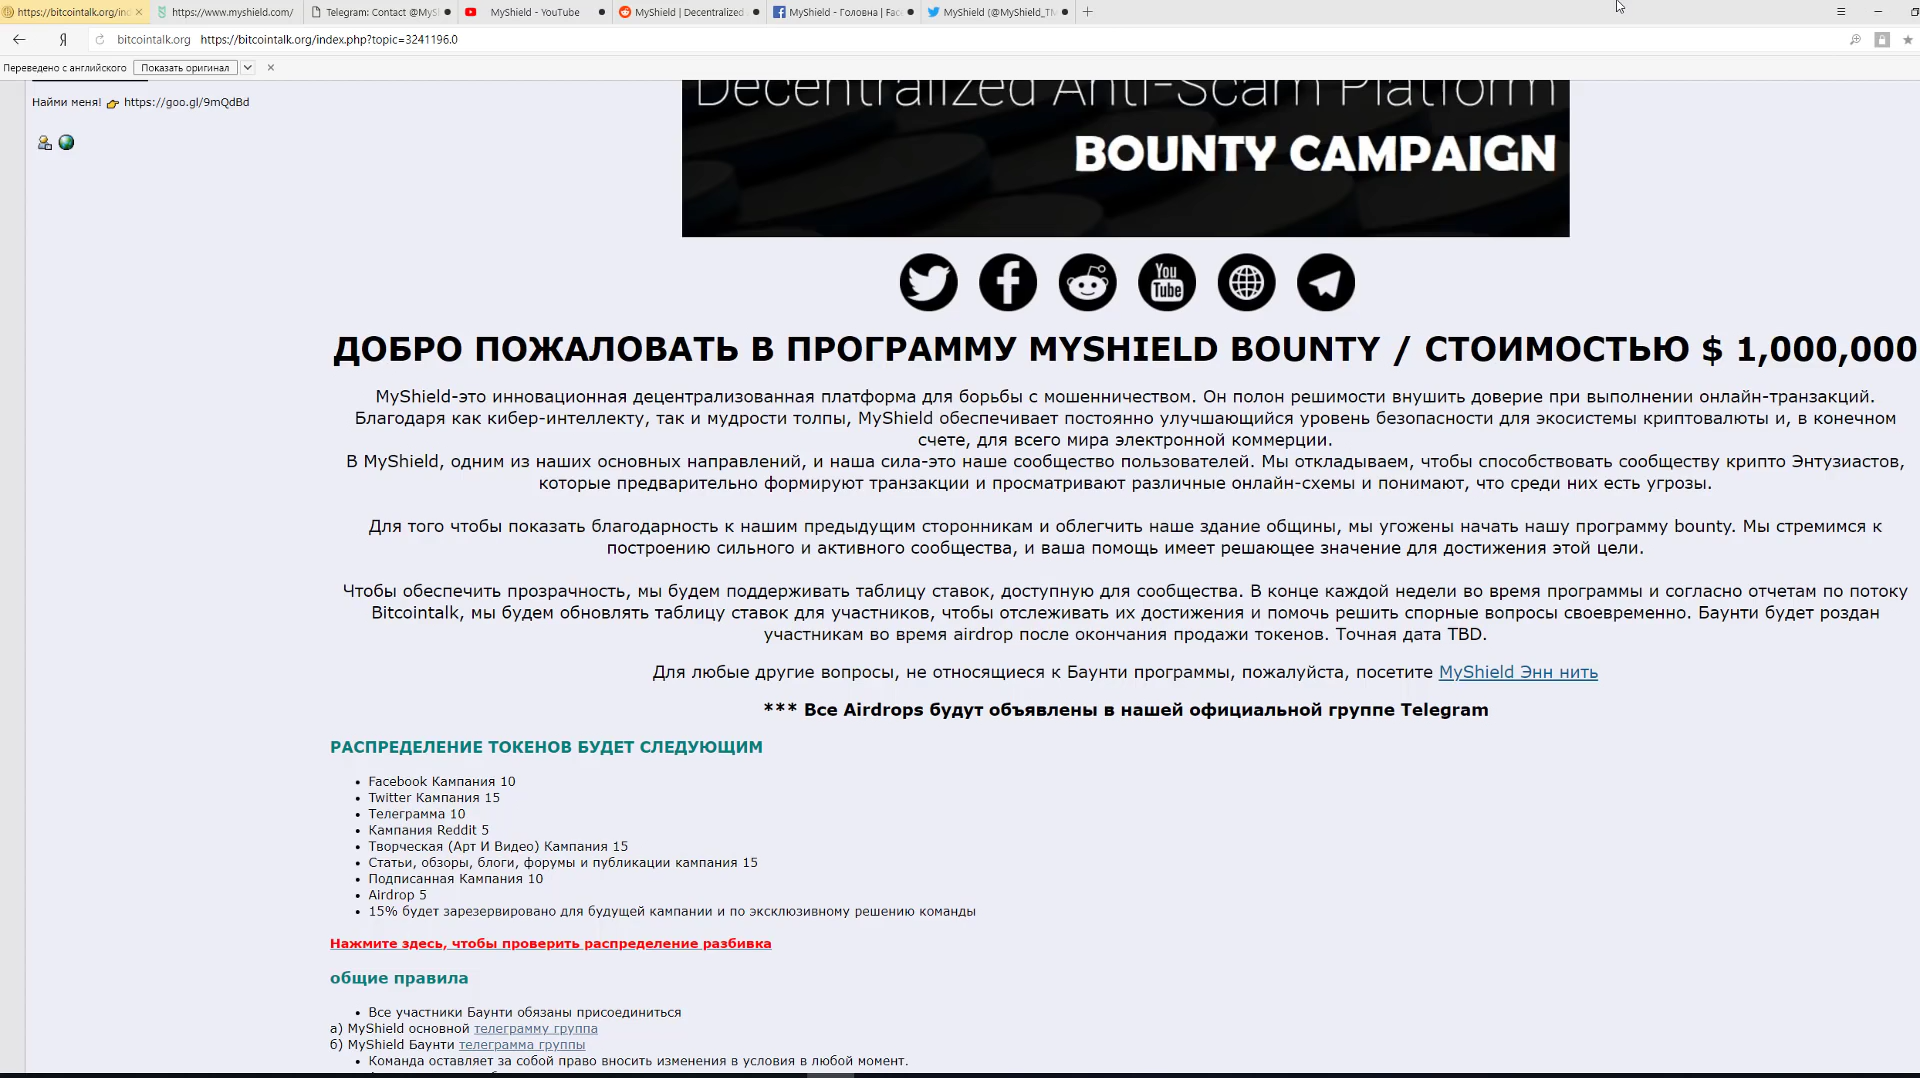 https://bitcointalk.org/in
https://www.myshield.com/
Telegram: Contact @MyS
MyShield - YouTube
MyShield | Decentralized
MyShield - Головна | Fac
MyShield (@MyShield_TM
Я
bitcointalk.org https://bitcointalk.org/index.php?topic=3241196.0
Переведено с английского Показать оригинал
Найми меня! https://goo.gl/9mQdBd
Decentralized Anti-Scam Platform
BOUNTY CAMPAIGN
You Tube
ДОБРО ПОЖАЛОВАТЬ В ПРОГРАММУ MYSHIELD BOUNTY / СТОИМОСТЬЮ $ 1,000,000
MyShield-это инновационная децентрализованная платформа для борьбы с мошенничеством. Он полон решимости внушить доверие при выполнении онлайн-транзакций.
Благодаря как кибер-интеллекту, так и мудрости толпы, MyShield обеспечивает постоянно улучшающийся уровень безопасности для экосистемы криптовалюты и, в конечном
счете, для всего мира электронной коммерции.
В MyShield, одним из наших основных направлений, и наша сила-это наше сообщество пользователей. Мы откладываем, чтобы способствовать сообществу крипто Энтузиастов,
которые предварительно формируют транзакции и просматривают различные онлайн-схемы и понимают, что среди них есть угрозы.
Для того чтобы показать благодарность к нашим предыдущим сторонникам и облегчить наше здание общины, мы угожены начать нашу программу bounty. Мы стремимся к
построению сильного и активного сообщества, и ваша помощь имеет решающее значение для достижения этой цели.
Чтобы обеспечить прозрачность, мы будем поддерживать таблицу ставок, доступную для сообщества. В конце каждой недели во время программы и согласно отчетам по потоку
Bitcointalk, мы будем обновлять таблицу ставок для участников, чтобы отслеживать их достижения и помочь решить спорные вопросы своевременно. Баунти будет роздан
участникам во время airdrop после окончания продажи токенов. Точная дата TBD.
Для любые другие вопросы, не относящиеся к Баунти программы, пожалуйста, посетите MyShield Энн нить
*** Все Airdrops будут объявлены в нашей официальной группе Telegram
РАСПРЕДЕЛЕНИЕ ТОКЕНОВ БУДЕТ СЛЕДУЮЩИМ
• Facebook Кампания 10
• Twitter Кампания 15
• Телеграмма 10
• Кампания Reddit 5
• Творческая (Арт И Видео) Кампания 15
• Статьи, обзоры, блоги, форумы и публикации кампания 15
• Подписанная Кампания 10
• Airdrop 5
• 15% будет зарезервировано для будущей кампании и по эксклюзивному решению команды
Нажмите здесь, чтобы проверить распределение разбивка
общие правила
• Все участники Баунти обязаны присоединиться
а) MyShield основной телеграмму группа
б) MyShield Баунти телеграмма группы
• Команда оставляет за собой право вносить изменения в условия в любой момент.